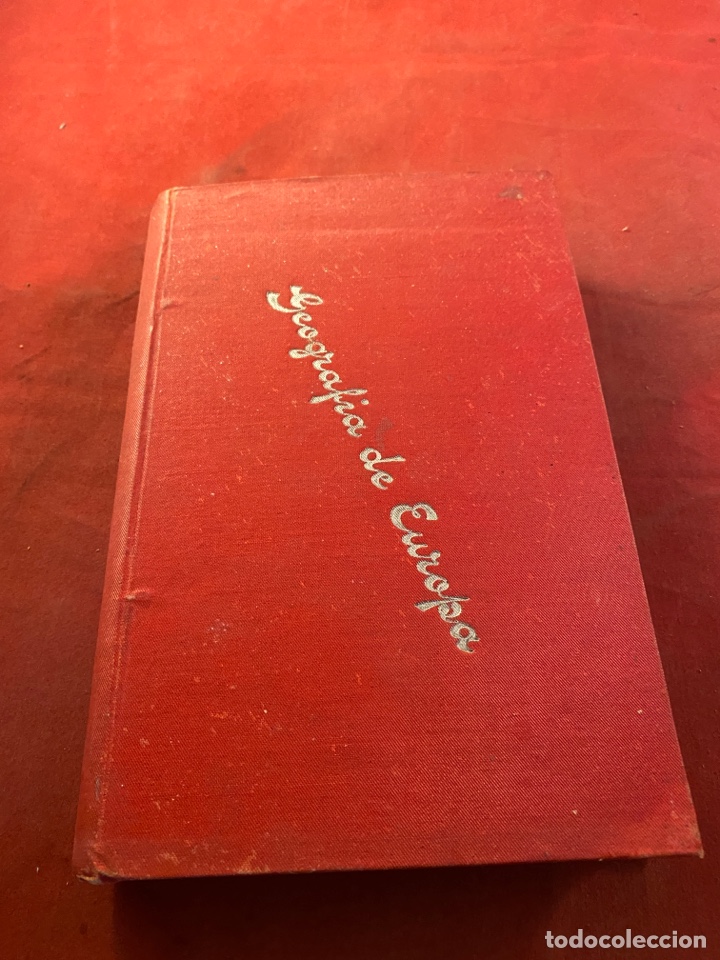 Geografia de Europa
todocoleccion